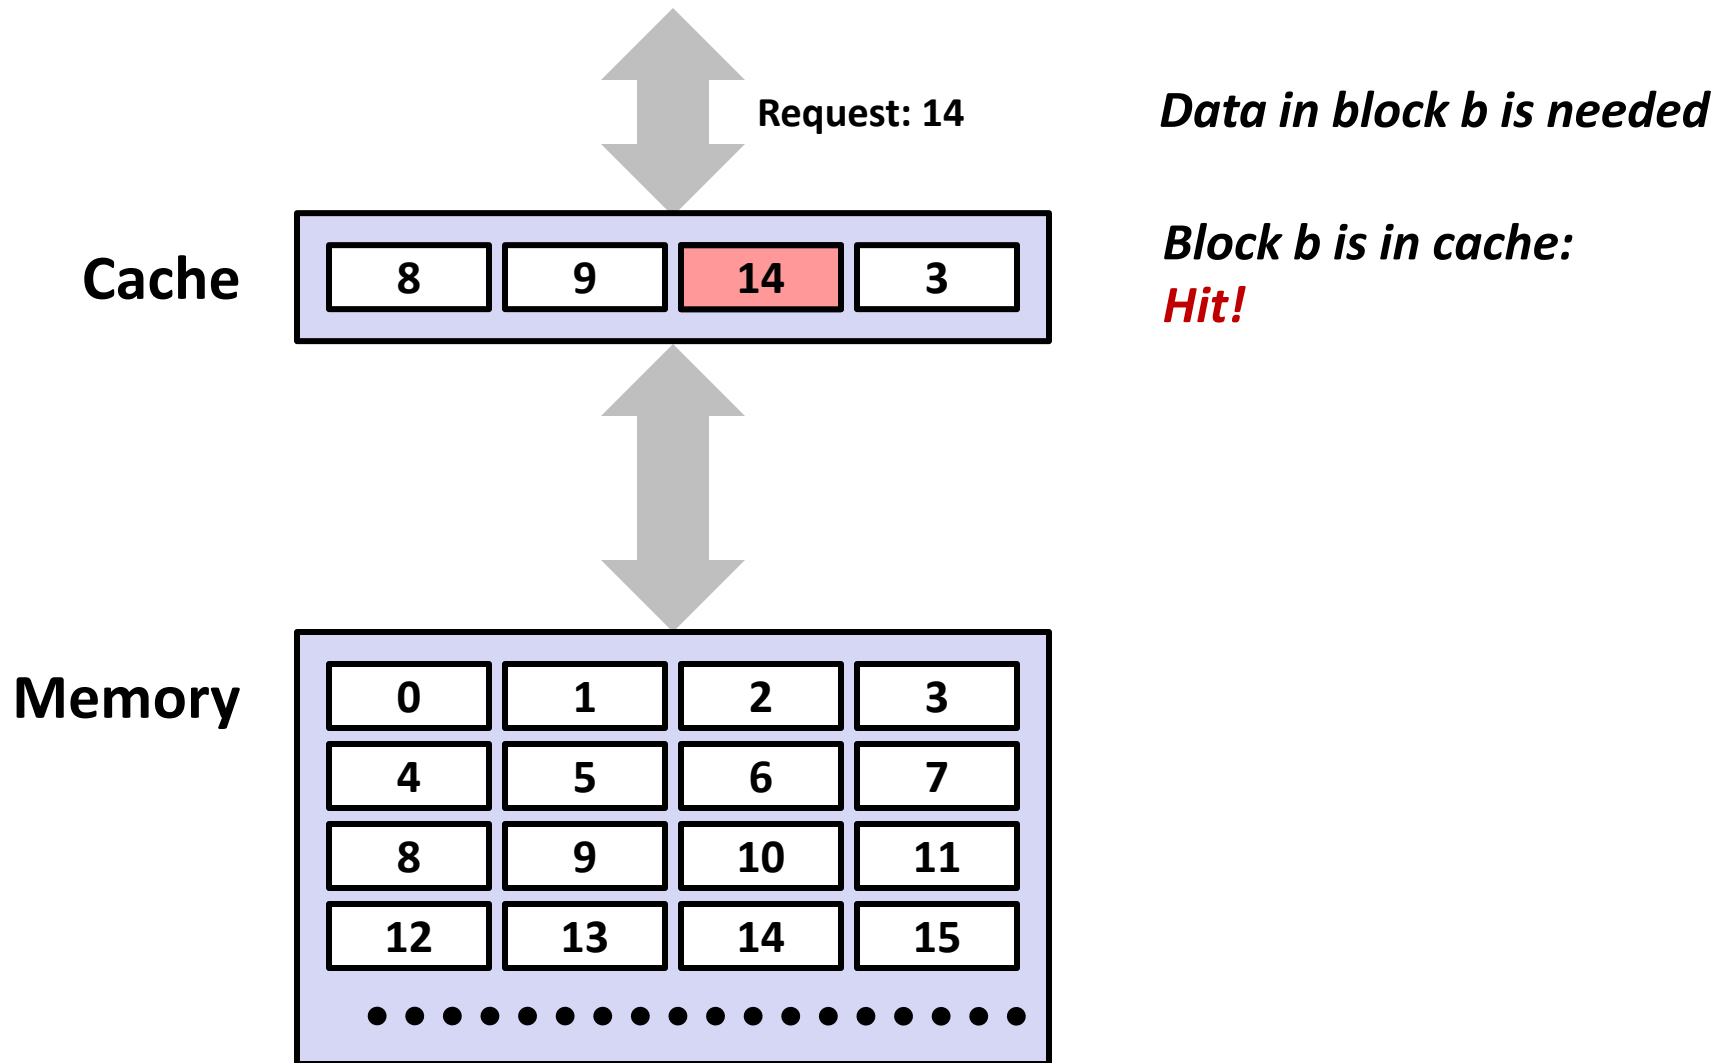 Request: 14
Data in block b is needed
Cache
8 9 14 3
Block b is in cache:
Hit!
Memory
0 1 2 3
4 5 6 7
8 9 10 11
12 13 14 15